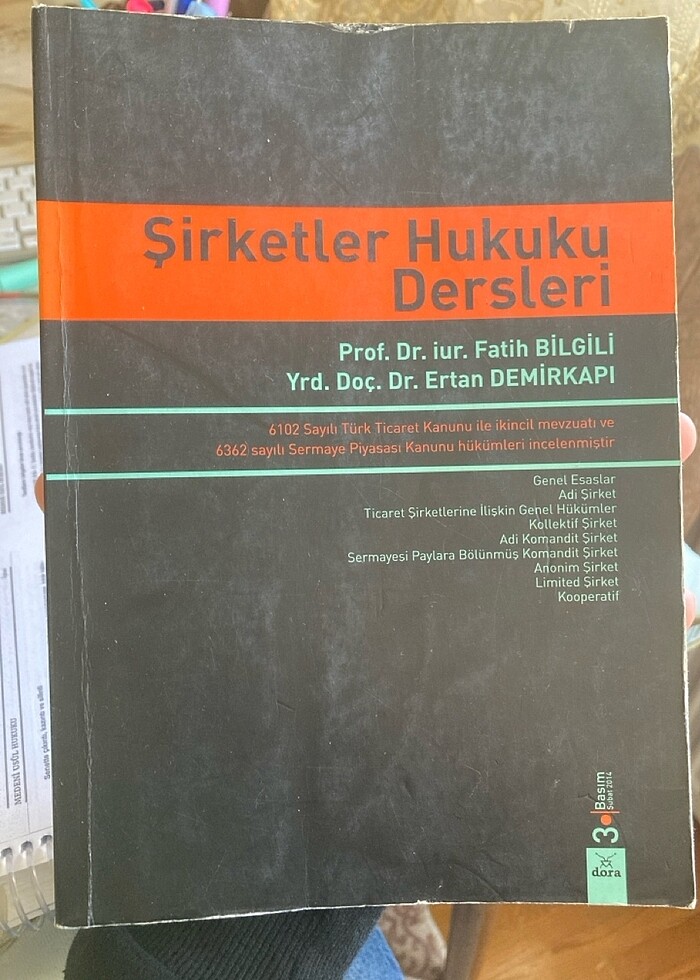 Şirketler Hukuku
Dersleri
Prof. Dr. iur. Fatih BİLGİLİ
Yrd. Doç. Dr. Ertan DEMİRKAPI
6102 Sayılı Türk Ticaret Kanunu ile ikincil mevzuatı ve
6362 sayılı Sermaye Piyasası Kanunu hükümleri incelenmiştir
Genel Esaslar
Adi Şirket
Ticaret Şirketlerine İlişkin Genel Hükümler
Kollektif Şirket
Adi Komandit Şirket
Sermayesi Paylara Bölünmüş Komandit Şirket
Anonim Şirket
Limited Şirket
Kooperatif
3. Basım
Şubat 2014
dora
MEDENİ USÛL HUKUKU